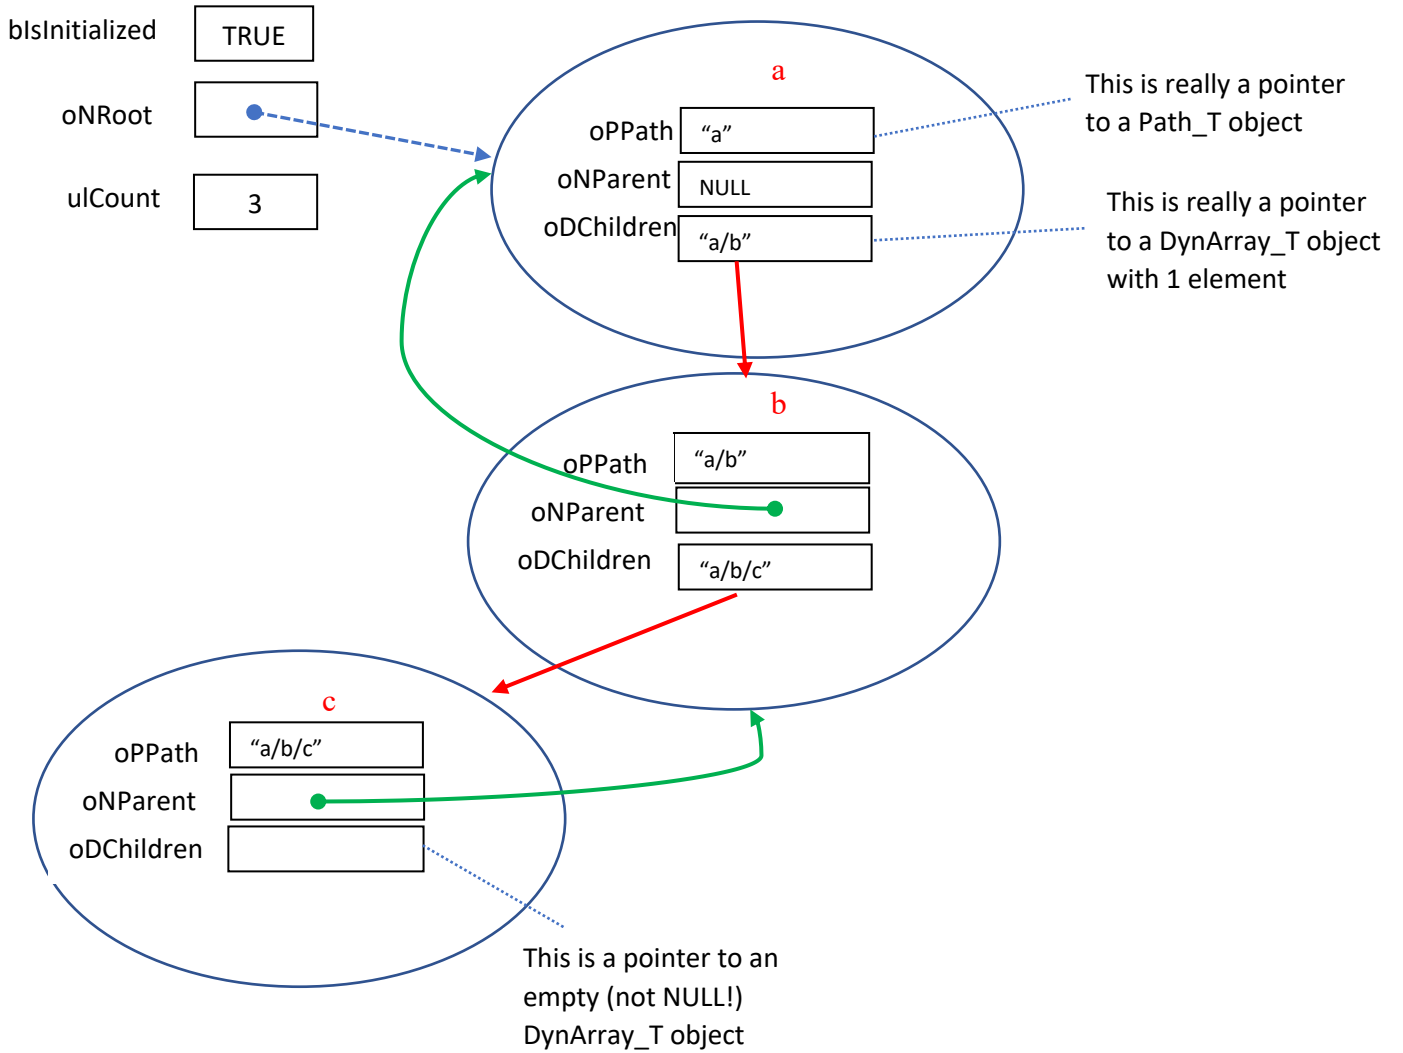 bIsInitialized TRUE
oNRoot
ulCount 3
a
oPPath “a”
oNParent NULL
oDChildren “a/b”
This is really a pointer
to a Path_T object
This is really a pointer
to a DynArray_T object
with 1 element
b
oPPath “a/b”
oNParent
oDChildren “a/b/c”
c
oPPath “a/b/c”
oNParent
oDChildren
This is a pointer to an
empty (not NULL!)
DynArray_T object